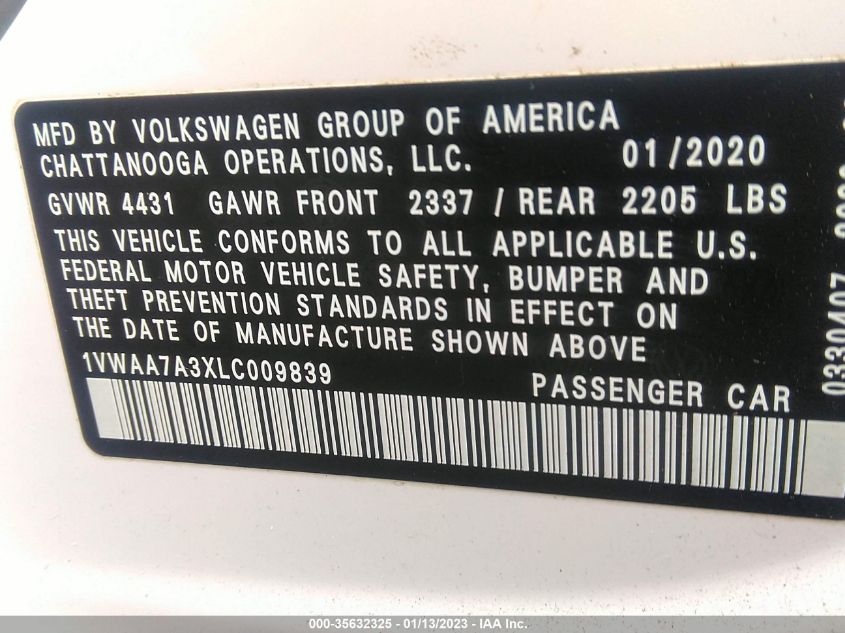 MFD BY VOLKSWAGEN GROUP OF AMERICA
CHATTANOOGA OPERATIONS, LLC. 01/2020
GVWR 4431 GAWR FRONT 2337 / REAR 2205 LBS
THIS VEHICLE CONFORMS TO ALL APPLICABLE U.S.
FEDERAL MOTOR VEHICLE SAFETY, BUMPER AND
THEFT PREVENTION STANDARDS IN EFFECT ON
THE DATE OF MANUFACTURE SHOWN ABOVE
1VWAA7A3XLC009839 PASSENGER CAR
0330407
000-35632325 / 01/13/2023 / IAA Inc.